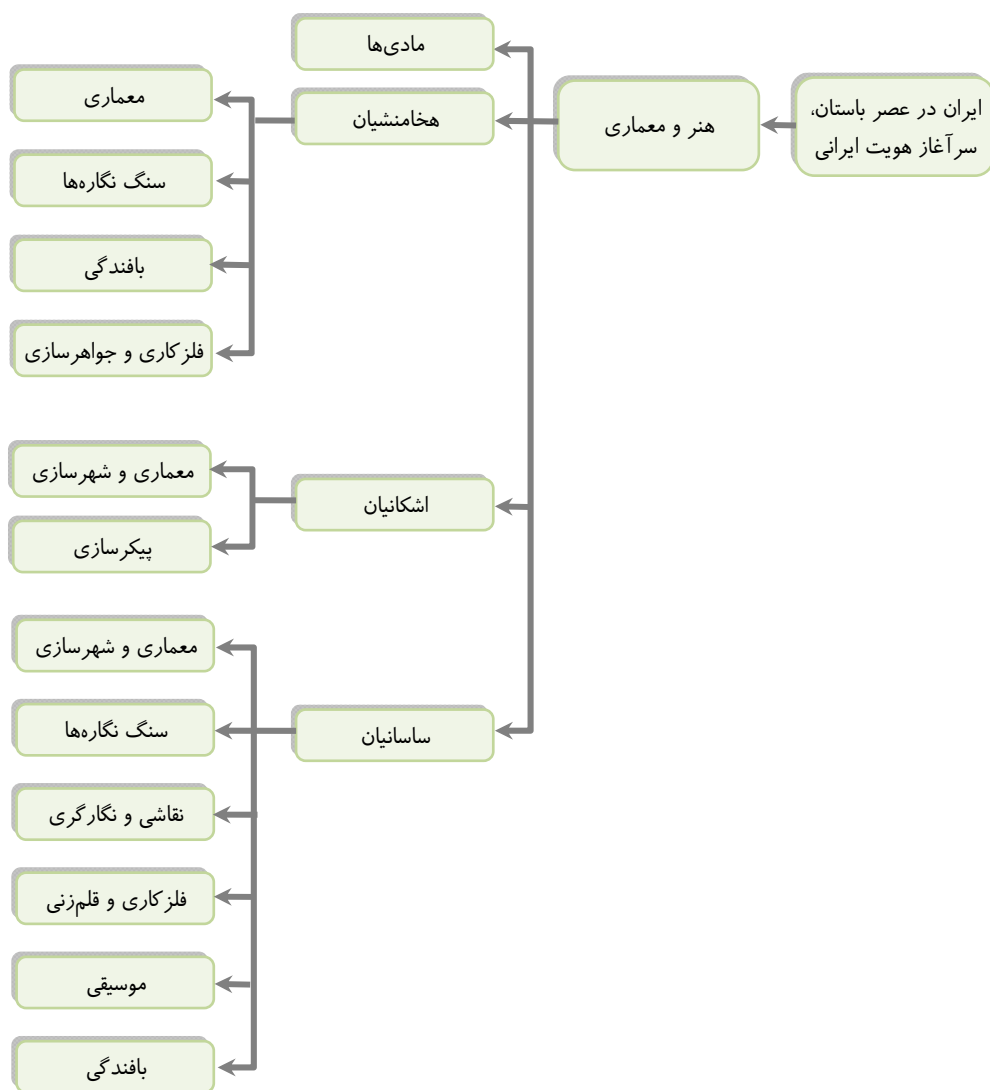 ایران در عصر باستان،
سرآغاز هویت ایرانی
هنر و معماری
مادی‌ها
هخامنشیان
معماری
سنگ نگاره‌ها
بافندگی
فلزکاری و جواهرسازی
اشکانیان
معماری و شهرسازی
پیکرسازی
ساسانیان
معماری و شهرسازی
سنگ نگاره‌ها
نقاشی و نگارگری
فلزکاری و قلم‌زنی
موسیقی
بافندگی